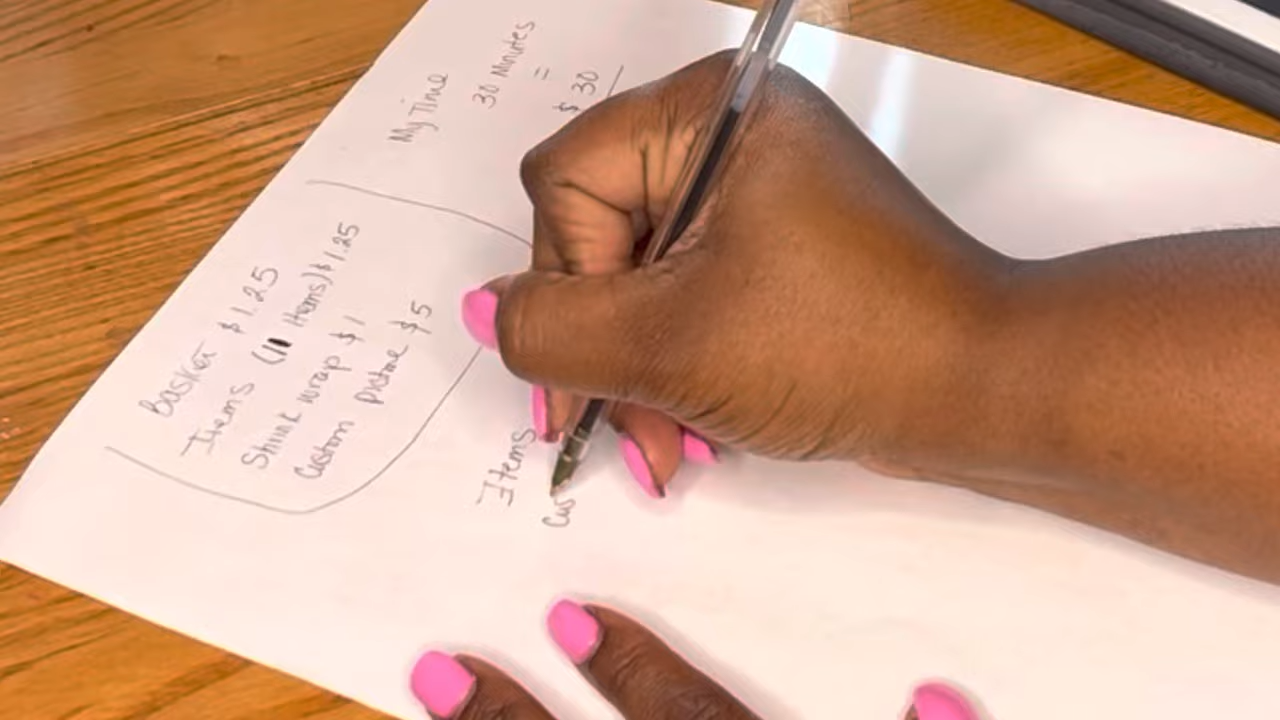 My Time
30 Minutes
=
$ 30
Basket $1.25
Items (11 Items) $1.25
Shrink wrap $1
Custom picture $5
Items
Cus